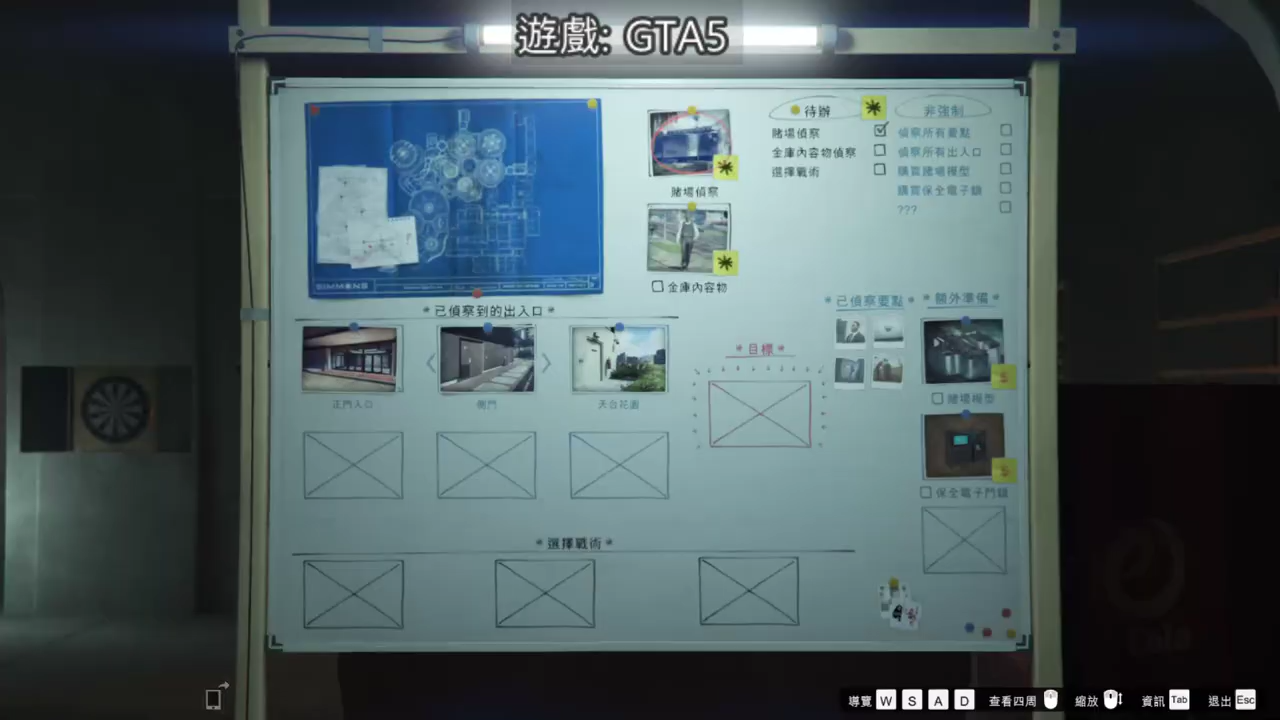 遊戲: GTA5
待辦
非強制
賭場偵察
金庫內容物偵察
選擇戰術
偵察所有要點
偵察所有出入口
購買賭場模型
購買保全電子鎖
???
SIMMONS
賭場偵察
金庫內容物
已偵察到的出入口
正門入口
側門
天台花園
目標
已偵察要點
額外準備
賭場模型
保全電子門鎖
選擇戰術
導覽 W S A D 查看四周 縮放 資訊 Tab 退出 Esc